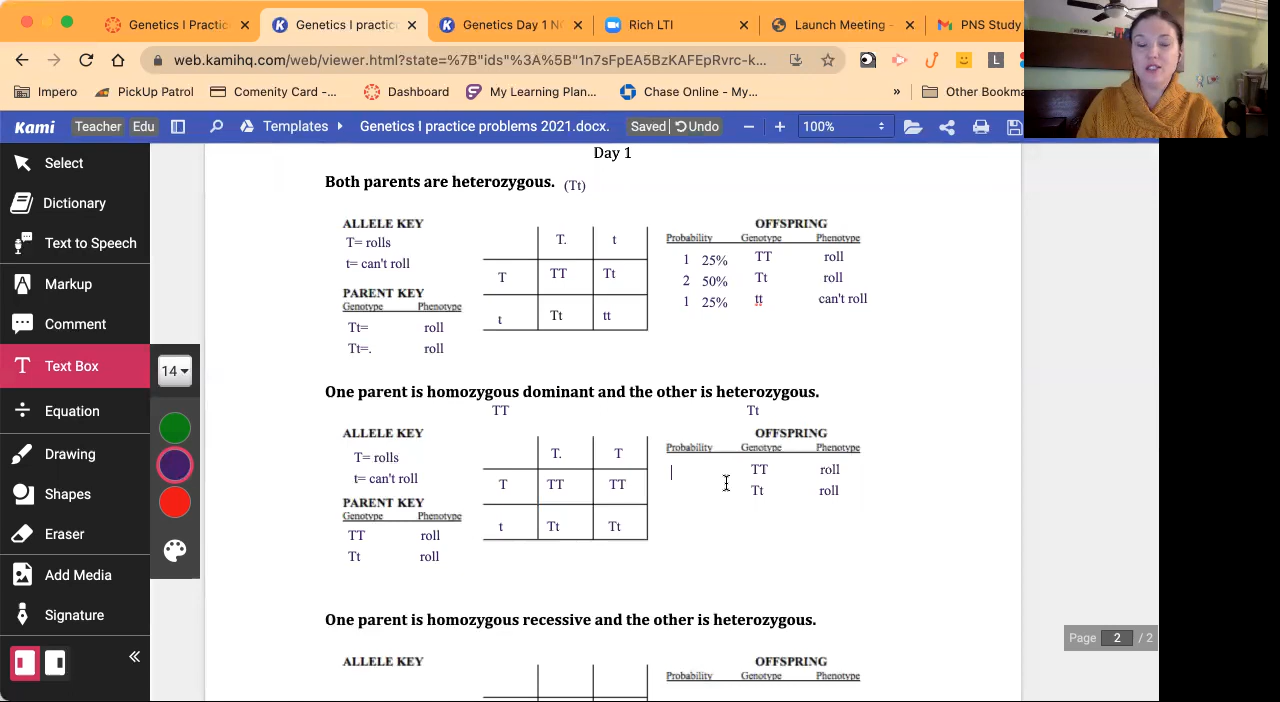 Genetics I Practic
Genetics I practic
Genetics Day 1 NO
Rich LTI
Launch Meeting -
PNS Study
web.kamihq.com/web/viewer.html?state=%7B"ids"%3A%5B"1n7sFpEA5BzKAFEpRvrc-k...
Impero
PickUp Patrol
Comenity Card -...
Dashboard
My Learning Plan...
Chase Online - My...
»
Other Bookma
Kami
Teacher
Edu
Templates
Genetics I practice problems 2021.docx.
Saved
Undo
100%
Select
Dictionary
Text to Speech
Markup
Comment
Text Box
14
Equation
Drawing
Shapes
Eraser
Add Media
Signature
Day 1
Both parents are heterozygous. (Tt)
ALLELE KEY
T= rolls
t= can't roll
PARENT KEY
Genotype Phenotype
Tt= roll
Tt=. roll
T. t
T TT Tt
t Tt tt
OFFSPRING
Probability Genotype Phenotype
1 25% TT roll
2 50% Tt roll
1 25% tt can't roll
One parent is homozygous dominant and the other is heterozygous.
TT Tt
ALLELE KEY
T= rolls
t= can't roll
PARENT KEY
Genotype Phenotype
TT roll
Tt roll
T. T
T TT TT
t Tt Tt
OFFSPRING
Probability Genotype Phenotype
TT roll
Tt roll
One parent is homozygous recessive and the other is heterozygous.
ALLELE KEY
OFFSPRING
Probability Genotype Phenotype
Page 2 / 2